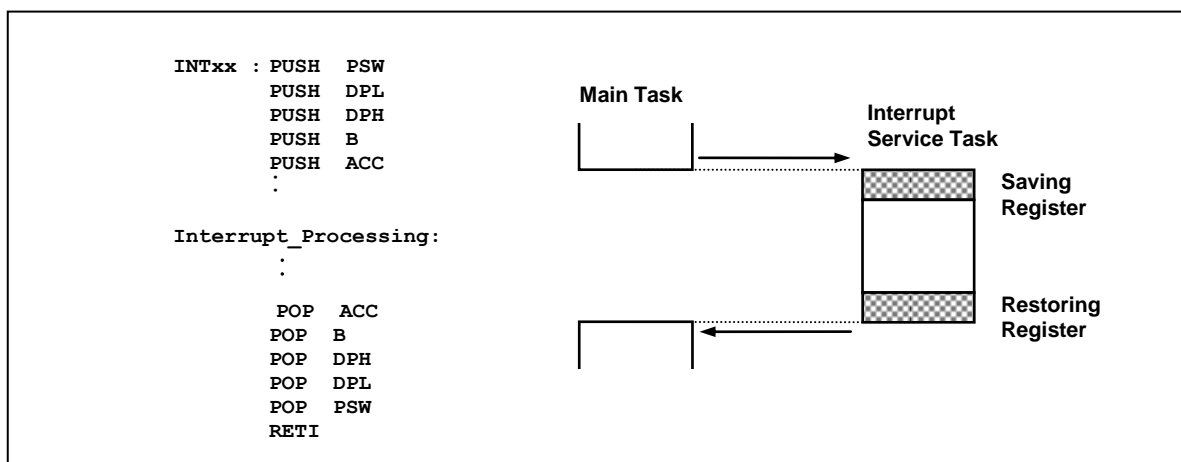 INTxx : PUSH PSW
PUSH DPL
PUSH DPH
PUSH B
PUSH ACC
:
Interrupt_Processing:
:
POP ACC
POP B
POP DPH
POP DPL
POP PSW
RETI
Main Task
Interrupt
Service Task
Saving
Register
Restoring
Register